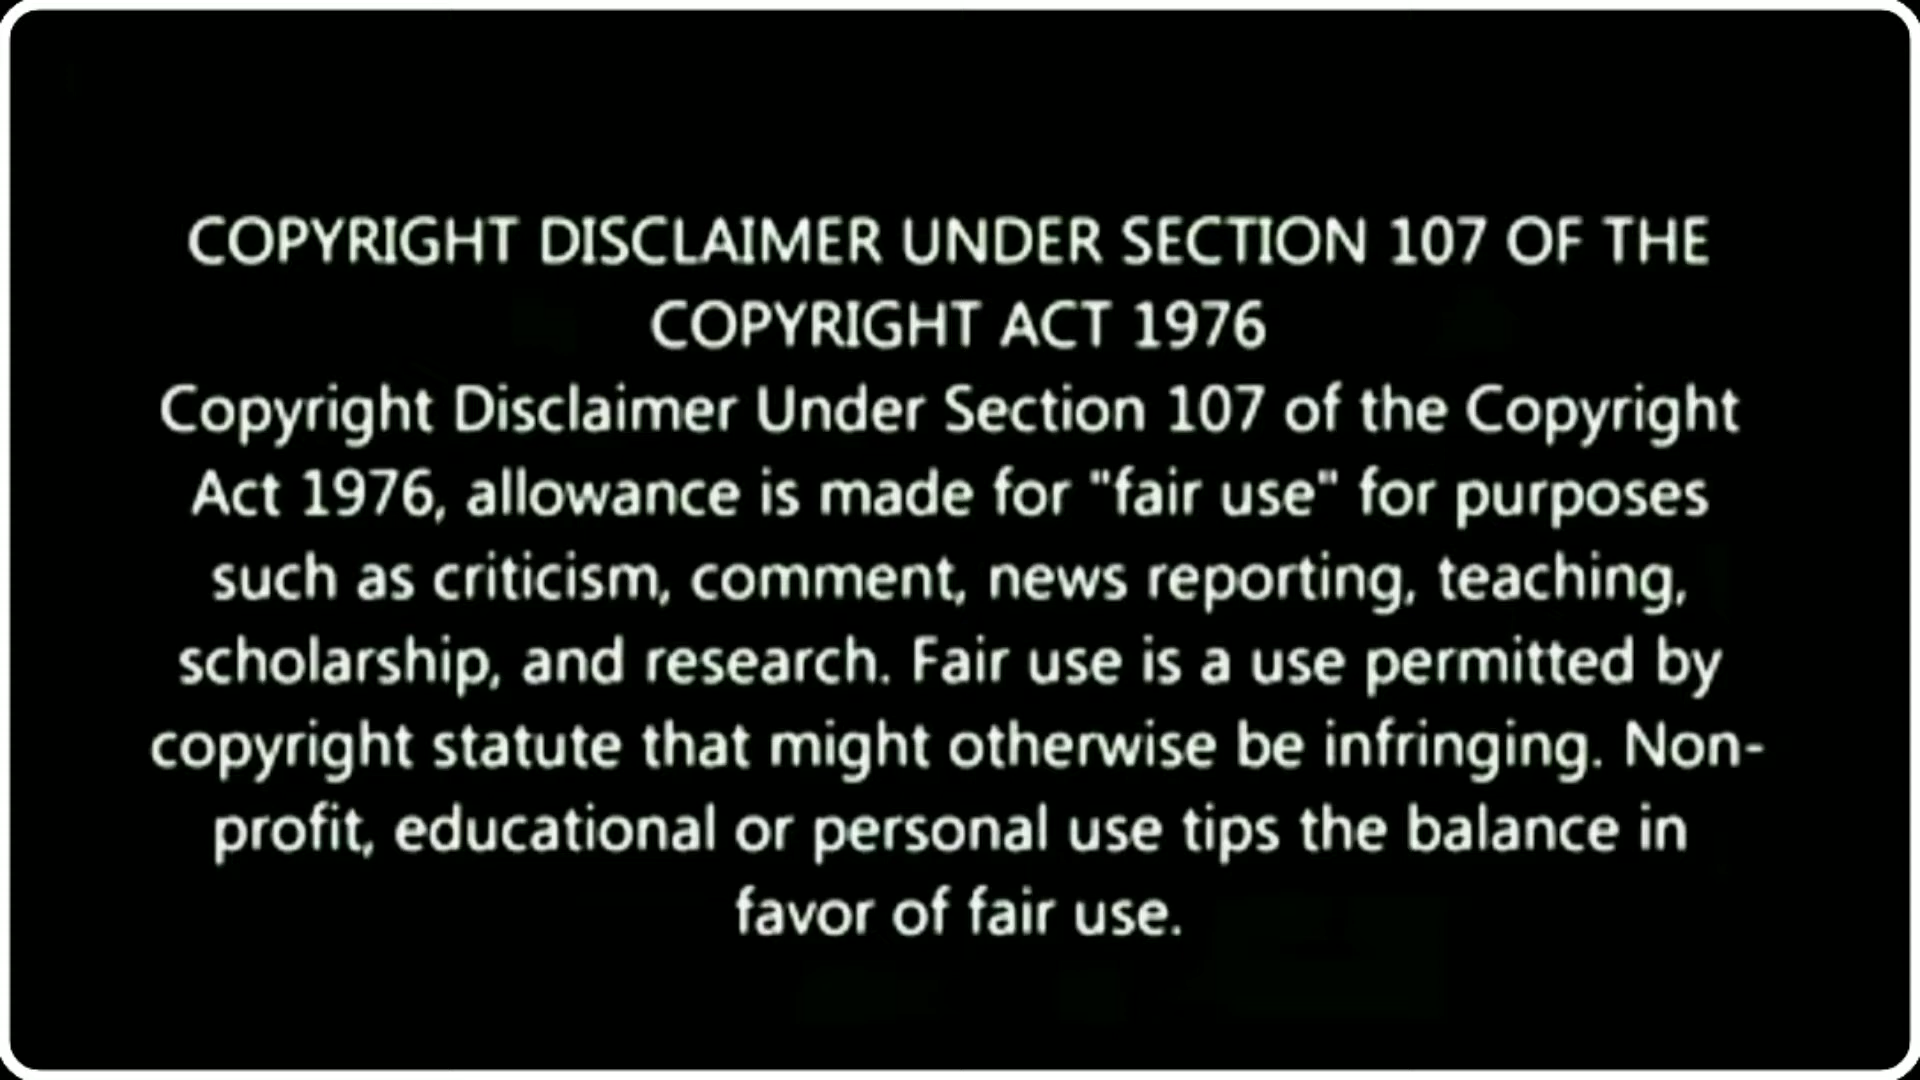 COPYRIGHT DISCLAIMER UNDER SECTION 107 OF THE
COPYRIGHT ACT 1976
Copyright Disclaimer Under Section 107 of the Copyright
Act 1976, allowance is made for "fair use" for purposes
such as criticism, comment, news reporting, teaching,
scholarship, and research. Fair use is a use permitted by
copyright statute that might otherwise be infringing. Non-
profit, educational or personal use tips the balance in
favor of fair use.